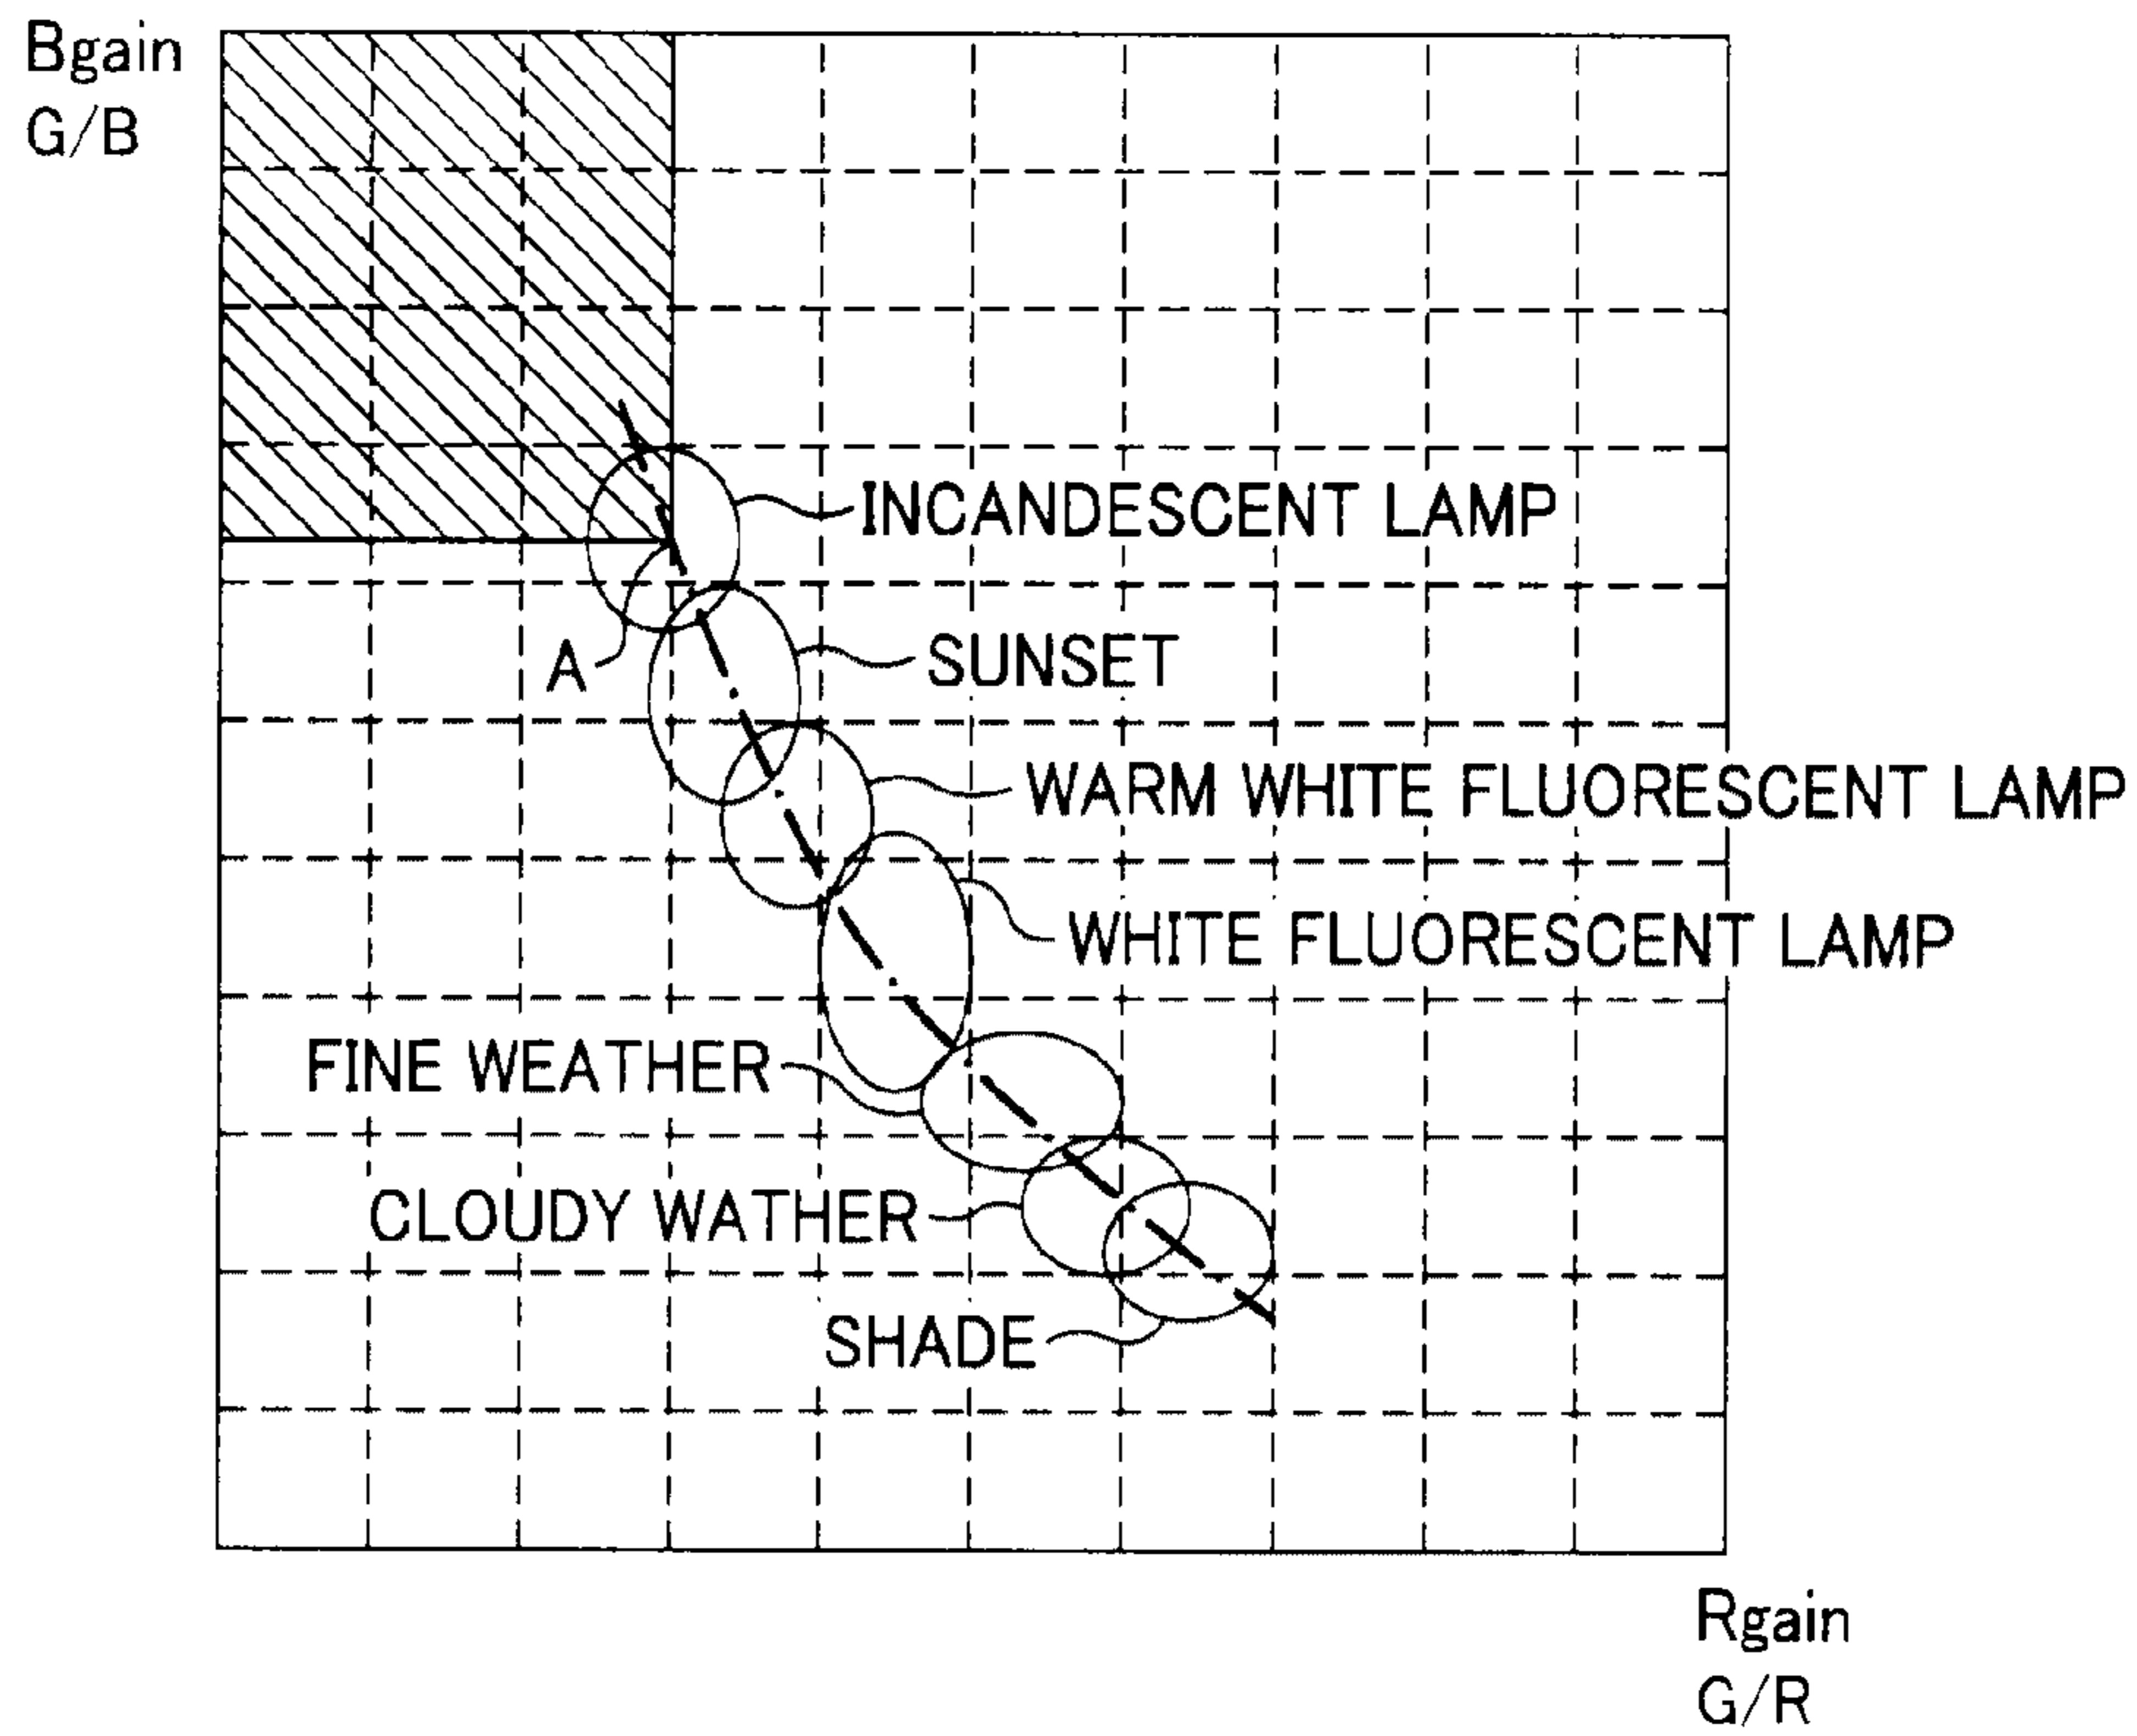 Bgain
G/B
INCANDESCENT LAMP
A
SUNSET
WARM WHITE FLUORESCENT LAMP
WHITE FLUORESCENT LAMP
FINE WEATHER
CLOUDY WATHER
SHADE
Rgain
G/R